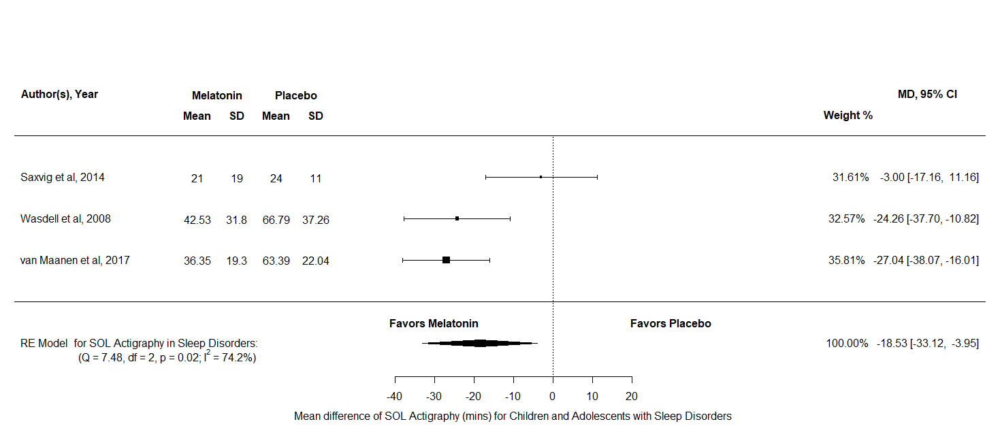 Author(s), Year Melatonin Placebo MD, 95% CI
Mean SD Mean SD Weight %
Saxvig et al, 2014 21 19 24 11 31.61% -3.00 [-17.16, 11.16]
Wasdell et al, 2008 42.53 31.8 66.79 37.26 32.57% -24.26 [-37.70, -10.82]
van Maanen et al, 2017 36.35 19.3 63.39 22.04 35.81% -27.04 [-38.07, -16.01]
Favors Melatonin Favors Placebo
RE Model for SOL Actigraphy in Sleep Disorders: 100.00% -18.53 [-33.12, -3.95]
(Q = 7.48, df = 2, p = 0.02; I² = 74.2%)
-40 -30 -20 -10 0 10 20
Mean difference of SOL Actigraphy (mins) for Children and Adolescents with Sleep Disorders